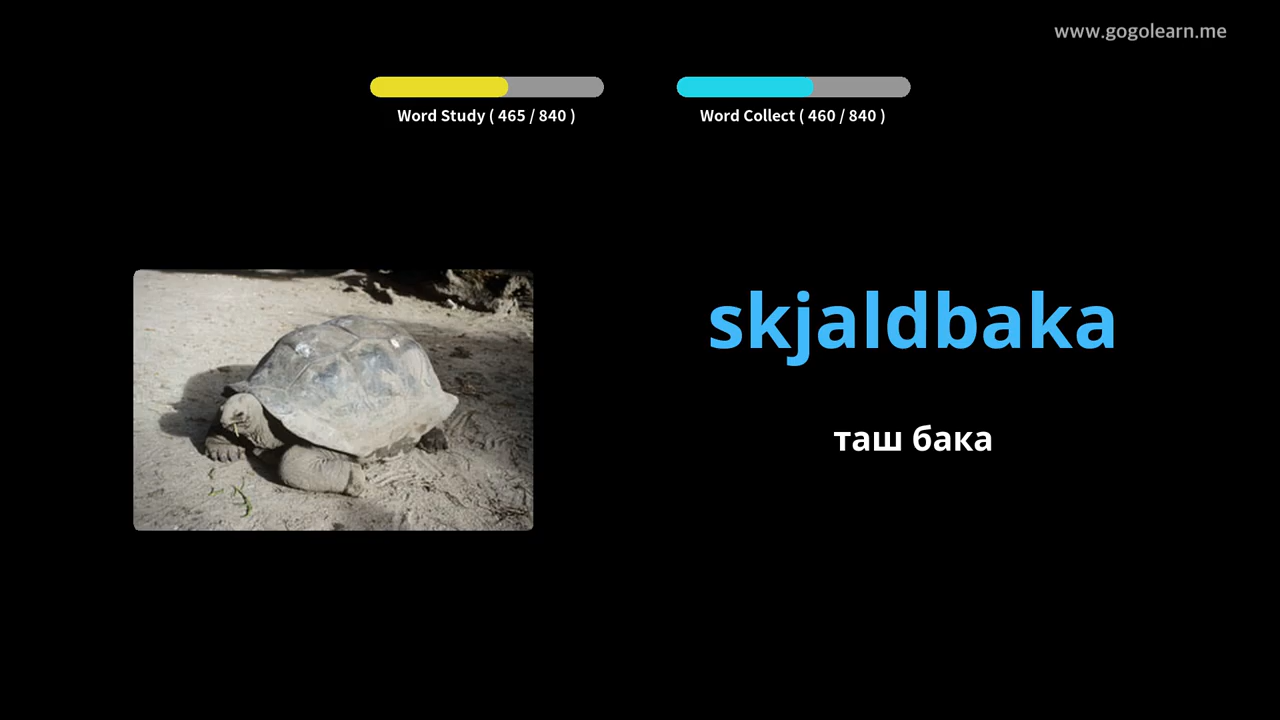 www.gogolearn.me
Word Study ( 465 / 840 )
Word Collect ( 460 / 840 )
skjaldbaka
таш бака